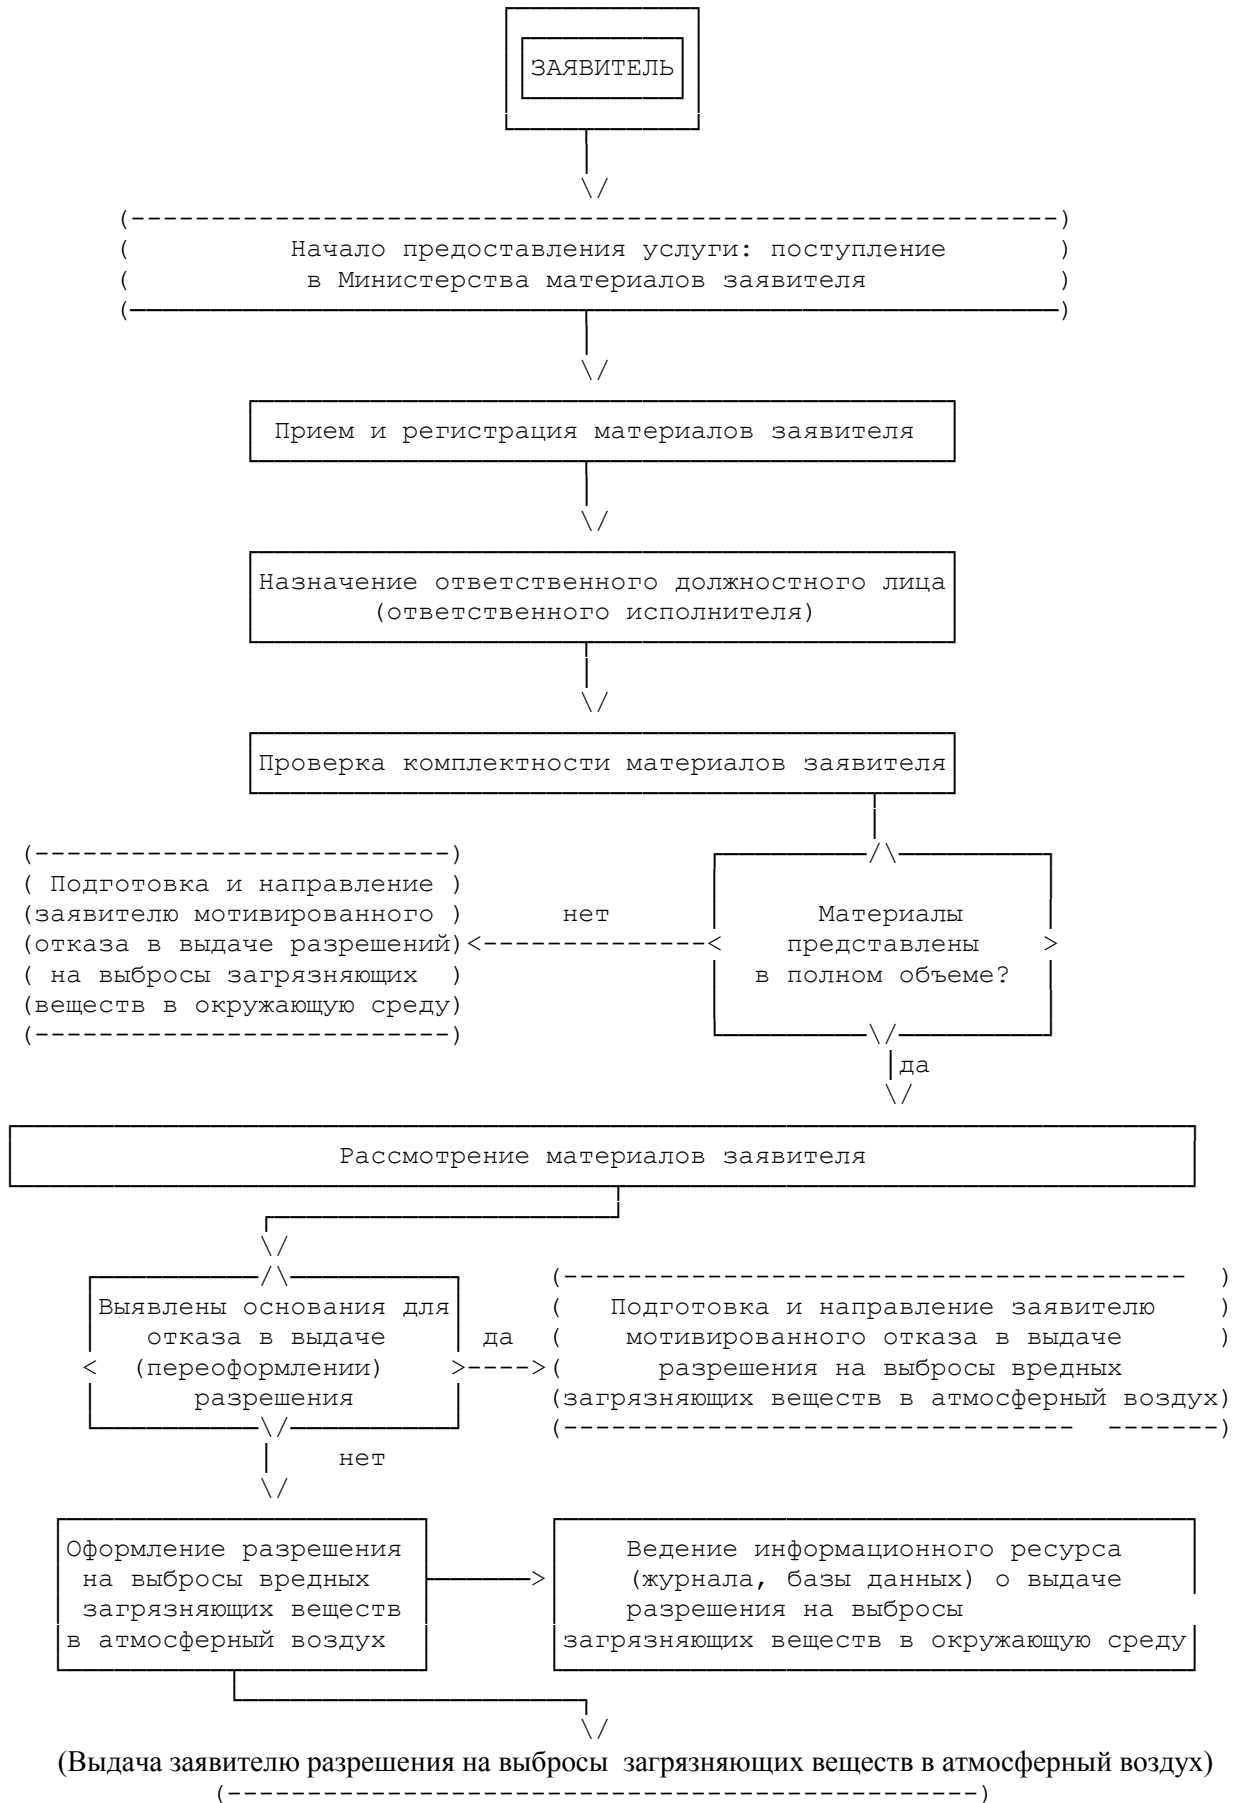 ЗАЯВИТЕЛЬ
Начало предоставления услуги: поступление
в Министерства материалов заявителя
Прием и регистрация материалов заявителя
Назначение ответственного должностного лица
(ответственного исполнителя)
Проверка комплектности материалов заявителя
Подготовка и направление
заявителю мотивированного
отказа в выдаче разрешений
на выбросы загрязняющих
веществ в окружающую среду
нет
Материалы
представлены
в полном объеме?
да
Рассмотрение материалов заявителя
Выявлены основания для
отказа в выдаче
(переоформлении)
разрешения
да
Подготовка и направление заявителю
мотивированного отказа в выдаче
разрешения на выбросы вредных
загрязняющих веществ в атмосферный воздух
нет
Оформление разрешения
на выбросы вредных
загрязняющих веществ
в атмосферный воздух
Ведение информационного ресурса
(журнала, базы данных) о выдаче
разрешения на выбросы
загрязняющих веществ в окружающую среду
(Выдача заявителю разрешения на выбросы загрязняющих веществ в атмосферный воздух)